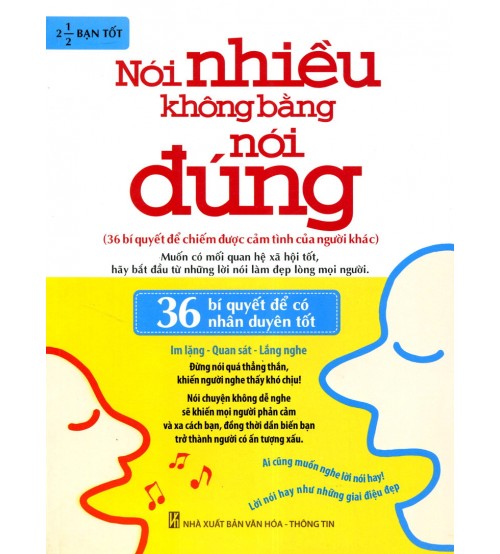 2 1/2 BẠN TỐT
Nói nhiều
không bằng
nói
đúng
(36 bí quyết để chiếm được cảm tình của người khác)
Muốn có mối quan hệ xã hội tốt,
hãy bắt đầu từ những lời nói làm đẹp lòng mọi người.
36 bí quyết để có
nhân duyên tốt
Im lặng - Quan sát - Lắng nghe
Đừng nói quá thẳng thắn,
khiến người nghe thấy khó chịu!
Nói chuyện không dễ nghe
sẽ khiến mọi người phản cảm
và xa cách bạn, đồng thời dần biến bạn
trở thành người có ấn tượng xấu.
Ai cũng muốn nghe lời nói hay!
Lời nói hay như những giai điệu đẹp
NHÀ XUẤT BẢN VĂN HÓA - THÔNG TIN